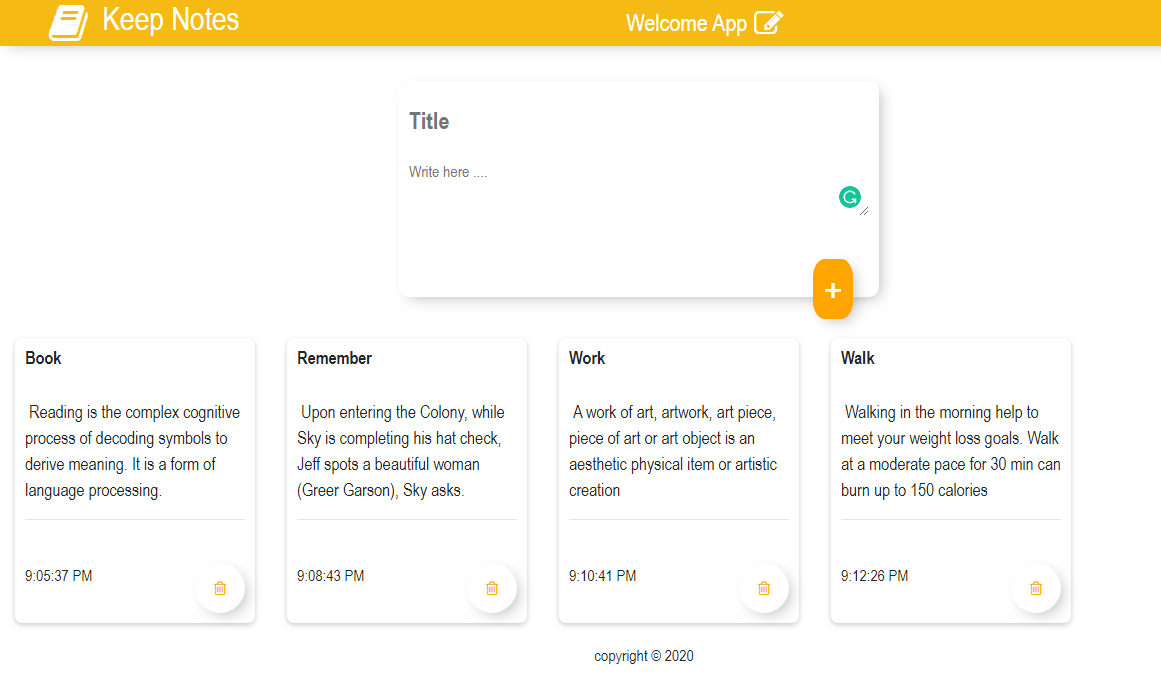 Keep Notes
Welcome App
Title
Write here ....
+
Book
Reading is the complex cognitive
process of decoding symbols to
derive meaning. It is a form of
language processing.
9:05:37 PM
Remember
Upon entering the Colony, while
Sky is completing his hat check,
Jeff spots a beautiful woman
(Greer Garson), Sky asks.
9:08:43 PM
Work
A work of art, artwork, art piece,
piece of art or art object is an
aesthetic physical item or artistic
creation
9:10:41 PM
Walk
Walking in the morning help to
meet your weight loss goals. Walk
at a moderate pace for 30 min can
burn up to 150 calories
9:12:26 PM
copyright © 2020